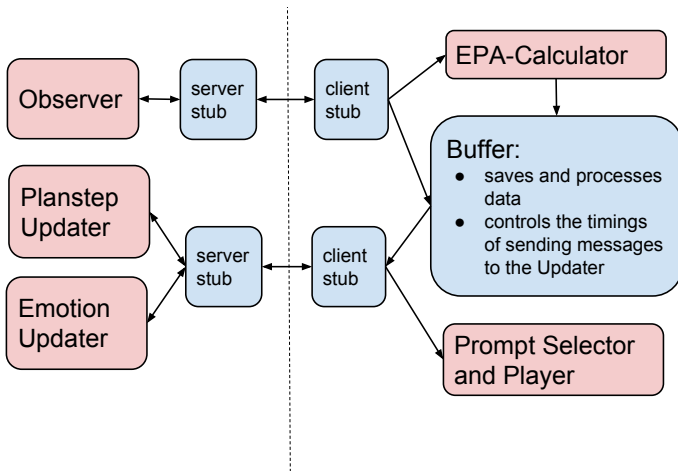 Observer
server
stub
client
stub
EPA-Calculator
Buffer:
● saves and processes
data
● controls the timings
of sending messages
to the Updater
Planstep
Updater
Emotion
Updater
server
stub
client
stub
Prompt Selector
and Player